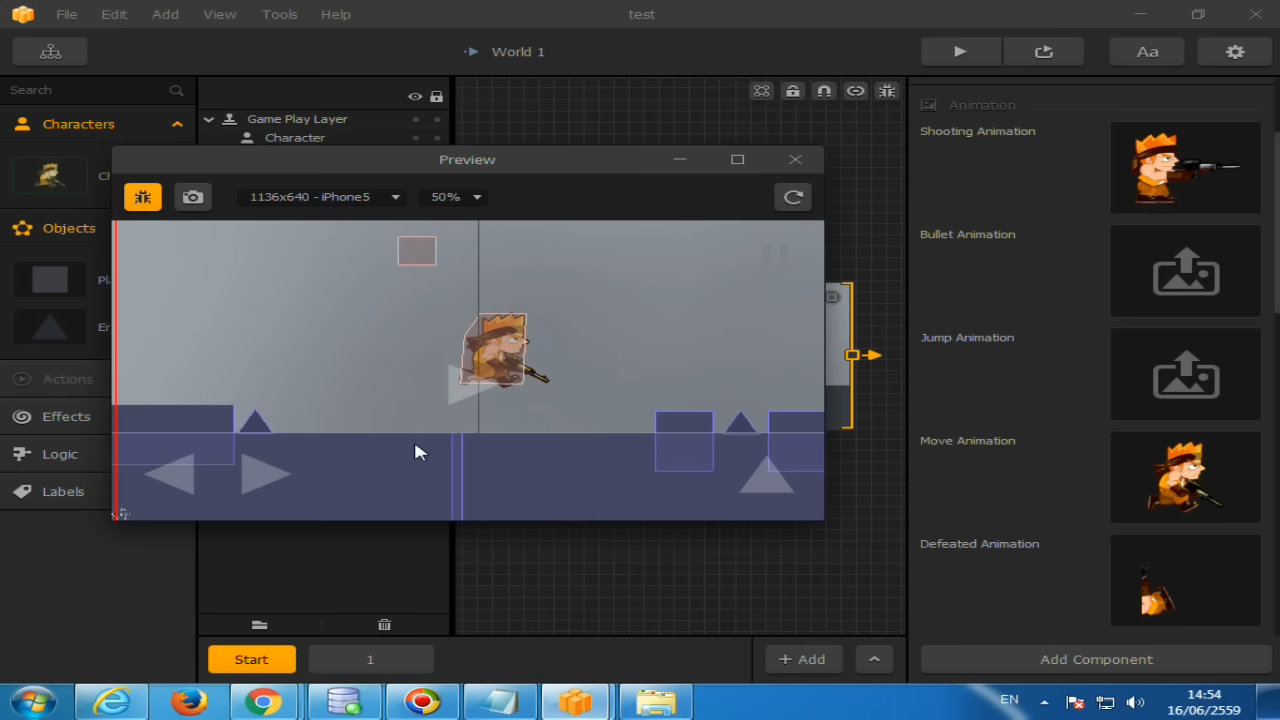 File Edit Add View Tools Help test
World 1
Aa
Search
Characters
Game Play Layer
Character
Objects
Actions
Effects
Logic
Labels
Preview
1136x640 - iPhone5 50%
Animation
Shooting Animation
Bullet Animation
Jump Animation
Move Animation
Defeated Animation
Start 1 Add
Add Component
EN
14:54
16/06/2559